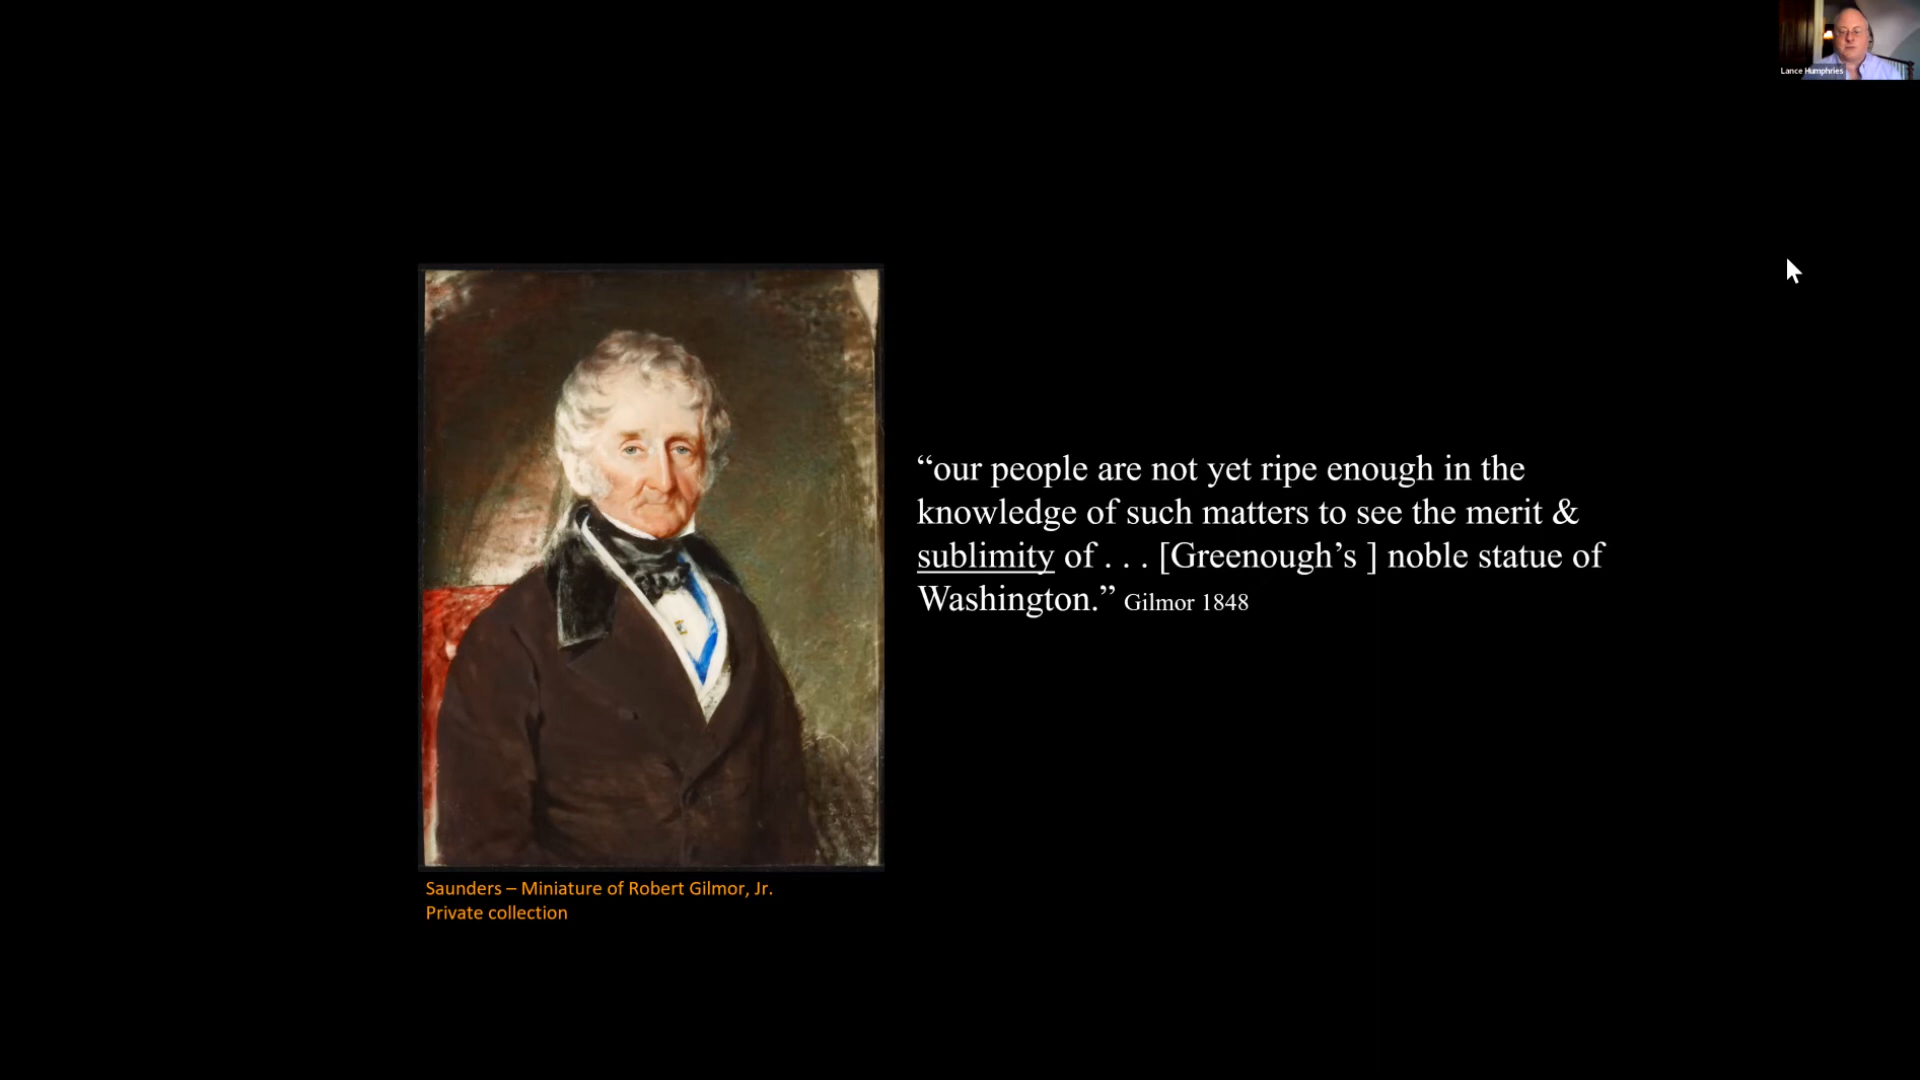 Lance Humphries
“our people are not yet ripe enough in the
knowledge of such matters to see the merit &
sublimity of . . . [Greenough’s ] noble statue of
Washington.” Gilmor 1848
Saunders – Miniature of Robert Gilmor, Jr.
Private collection